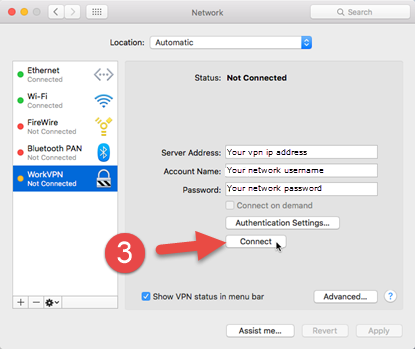 Network
Search
Location: Automatic
Ethernet
Connected
Wi-Fi
Connected
FireWire
Not Connected
Bluetooth PAN
Not Connected
WorkVPN
Not Connected
Status: Not Connected
Server Address: Your vpn ip address
Account Name: Your network username
Password: Your network password
Connect on demand
Authentication Settings...
3
Connect
Show VPN status in menu bar
Advanced...
?
Assist me...
Revert
Apply